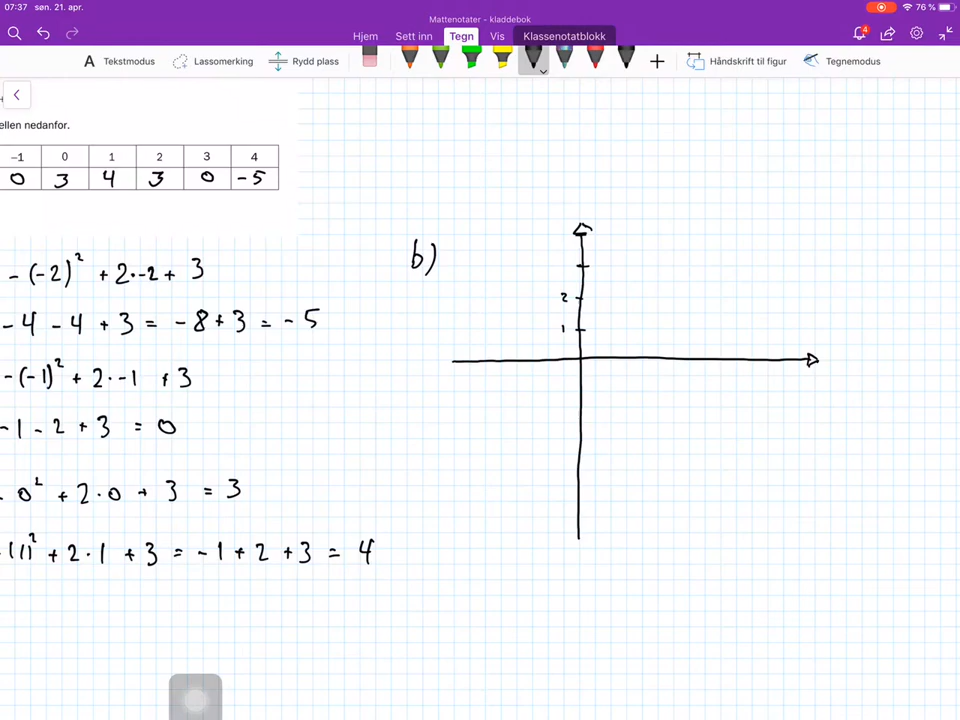 07:37 søn. 21. apr.
76 %
Mattenotater - kladdebok
Hjem Sett inn Tegn Vis Klassenotatblokk
4
A Tekstmodus Lassomerking Rydd plass + Håndskrift til figur Tegnemodus
ellen nedanfor.
-1 0 1 2 3 4
0 3 4 3 0 -5
b)
-(-2)² + 2·-2 + 3
2
-4 -4 + 3 = -8 + 3 = -5
1
-(-1)² + 2·-1 + 3
-1 - 2 + 3 = 0
0² + 2·0 + 3 = 3
(1)² + 2·1 + 3 = -1 + 2 + 3 = 4